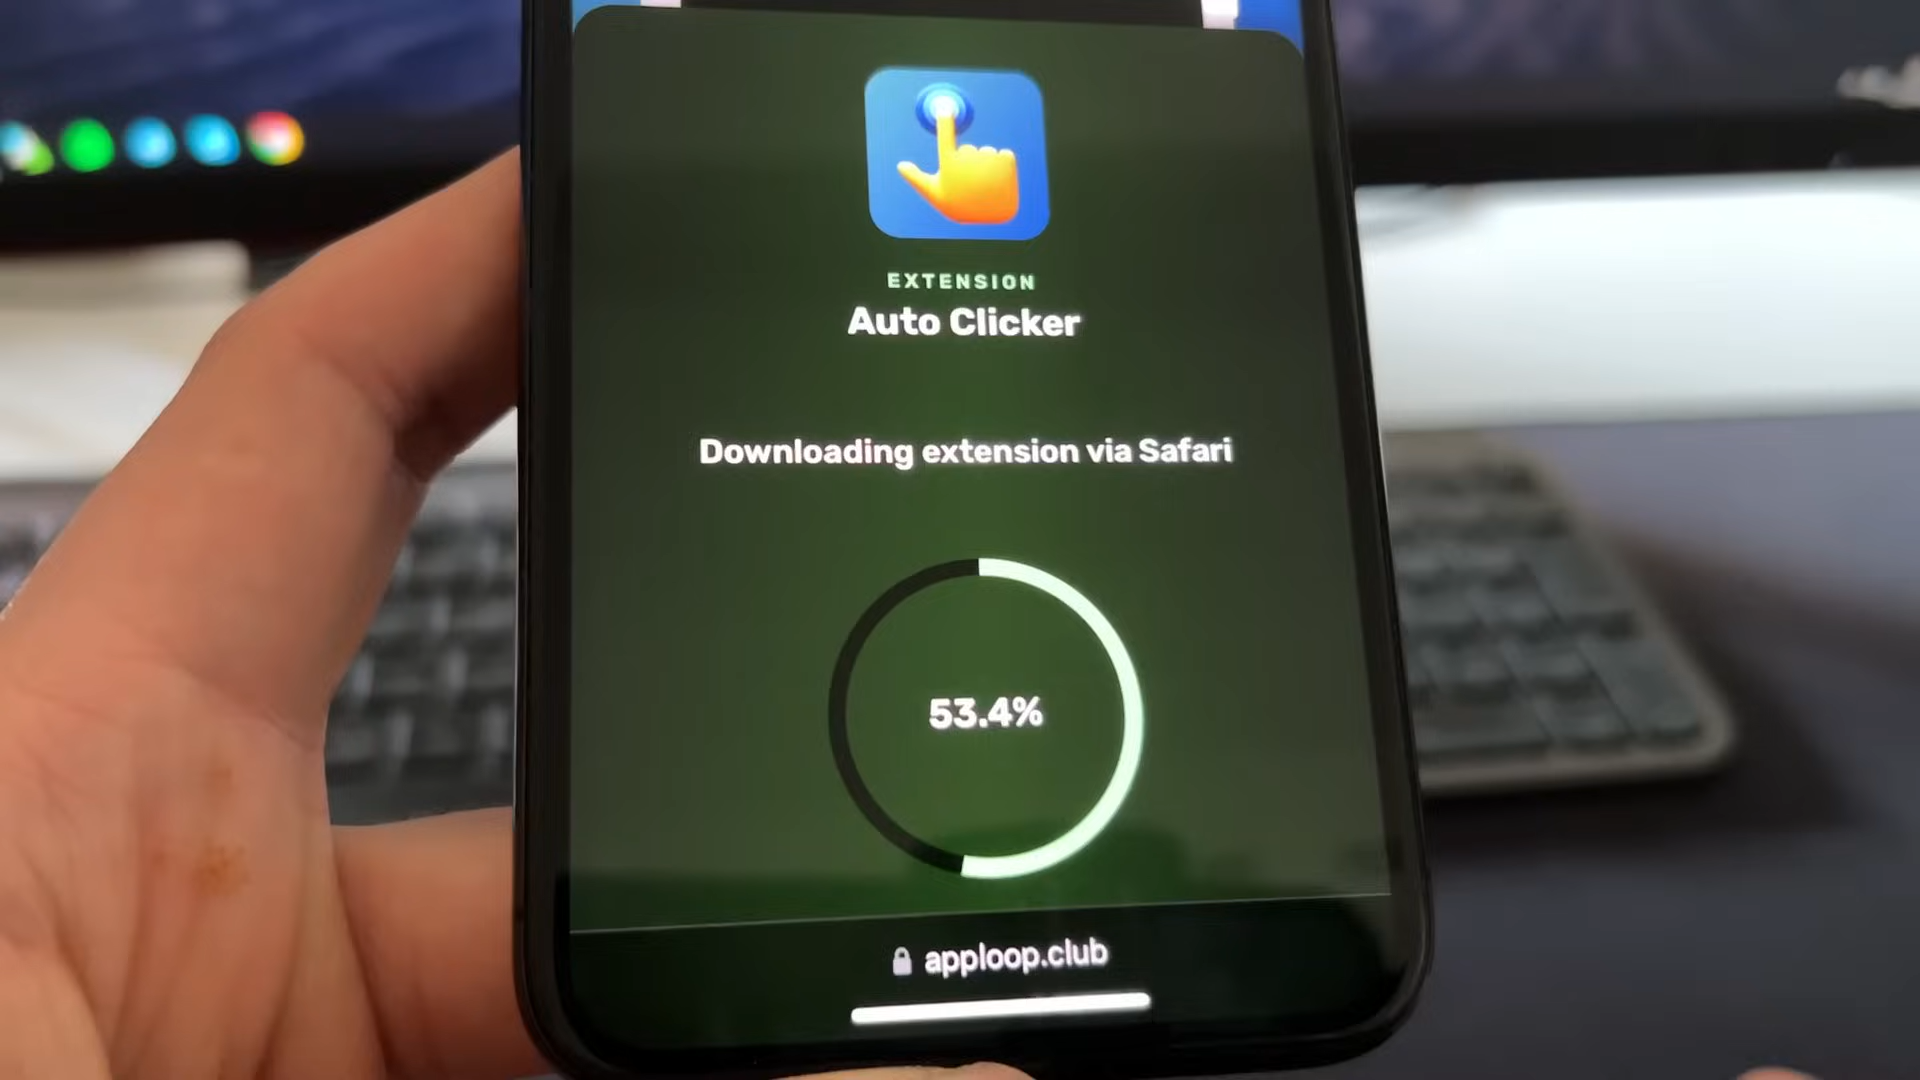 EXTENSION
Auto Clicker
Downloading extension via Safari
53.4%
apploop.club